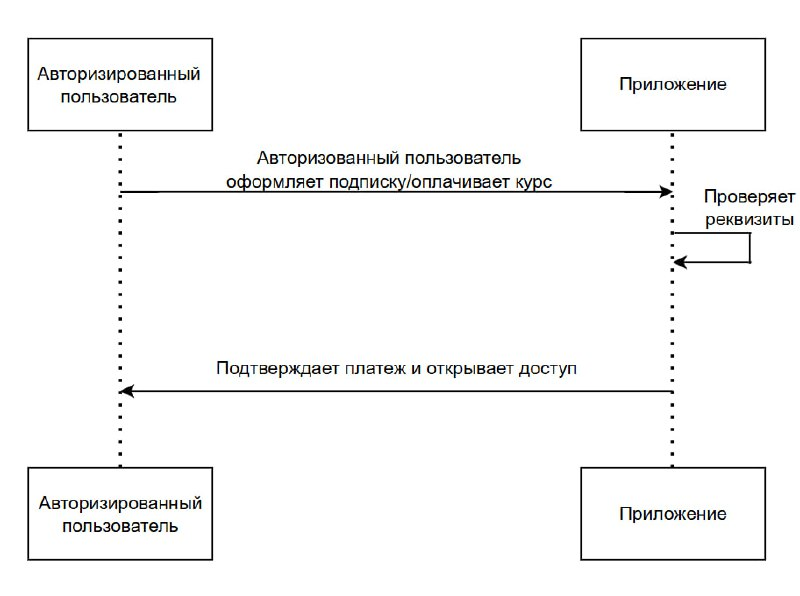 Авторизированный
пользователь
Приложение
Авторизованный пользователь
оформляет подписку/оплачивает курс
Проверяет
реквизиты
Подтверждает платеж и открывает доступ
Авторизированный
пользователь
Приложение